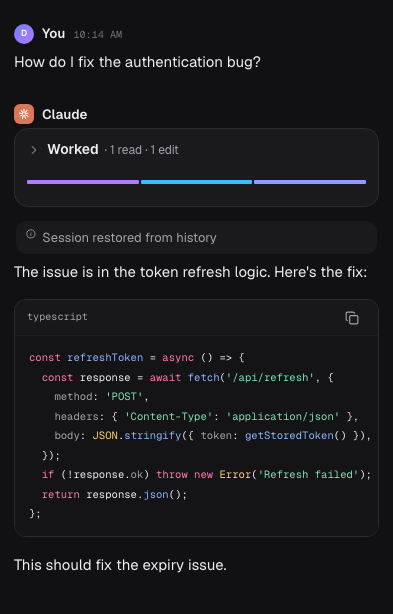 D You 10:14 AM
How do I fix the authentication bug?
Claude
Worked · 1 read · 1 edit
Session restored from history
The issue is in the token refresh logic. Here's the fix:
typescript
const refreshToken = async () => {
  const response = await fetch('/api/refresh', {
    method: 'POST',
    headers: { 'Content-Type': 'application/json' },
    body: JSON.stringify({ token: getStoredToken() }),
  });
  if (!response.ok) throw new Error('Refresh failed');
  return response.json();
};
This should fix the expiry issue.